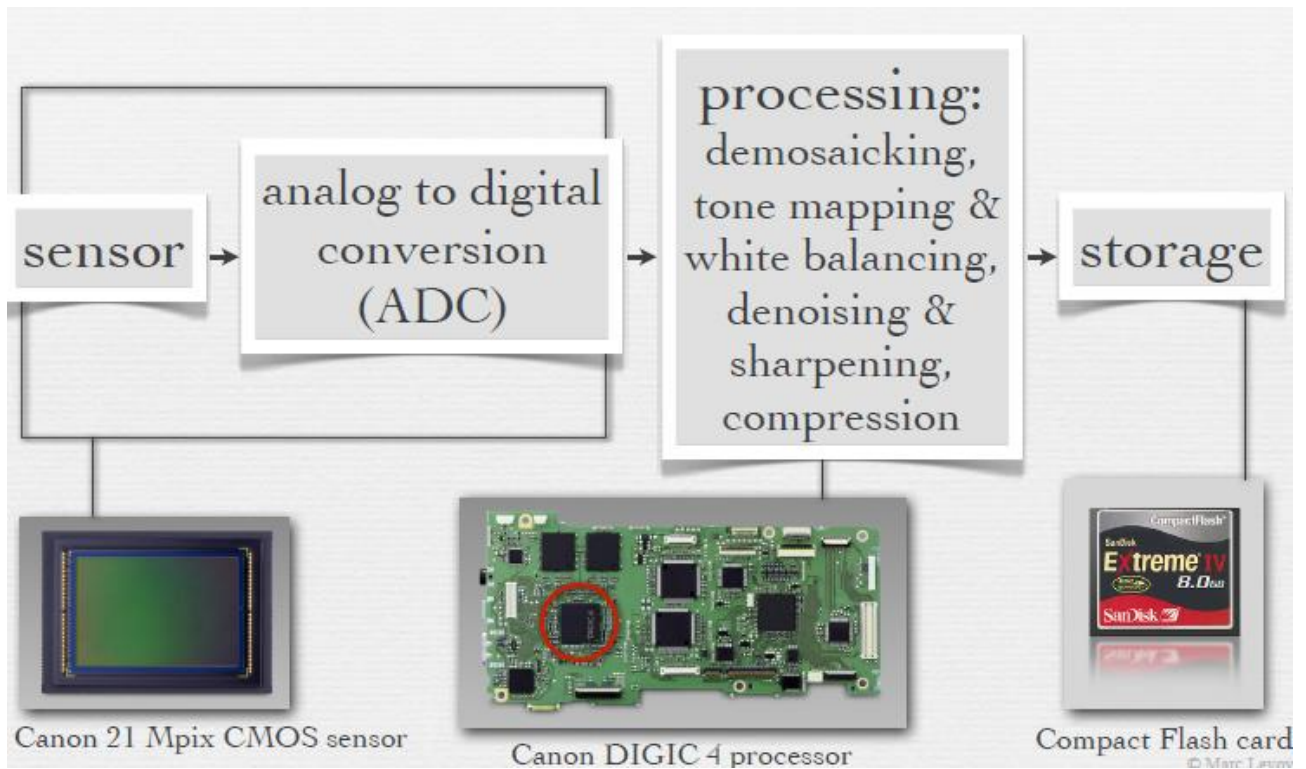 sensor
analog to digital
conversion
(ADC)
processing:
demosaicking,
tone mapping &
white balancing,
denoising &
sharpening,
compression
storage
Canon 21 Mpix CMOS sensor
Canon DIGIC 4 processor
CompactFlash
SanDisk
Extreme IV
8.0GB
SanDisk
Compact Flash card
© Marc Levoy